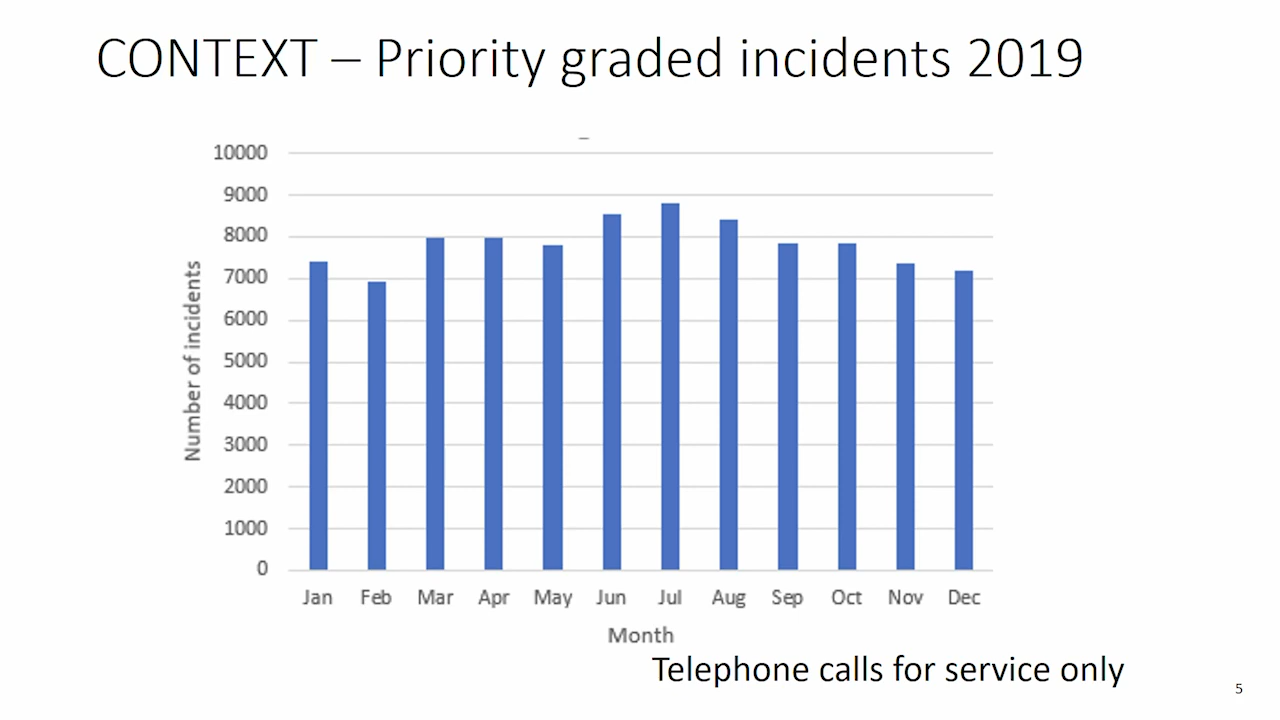 CONTEXT – Priority graded incidents 2019
10000
9000
8000
7000
6000
5000
4000
3000
2000
1000
0
Number of incidents
Jan Feb Mar Apr May Jun Jul Aug Sep Oct Nov Dec
Month
Telephone calls for service only
5